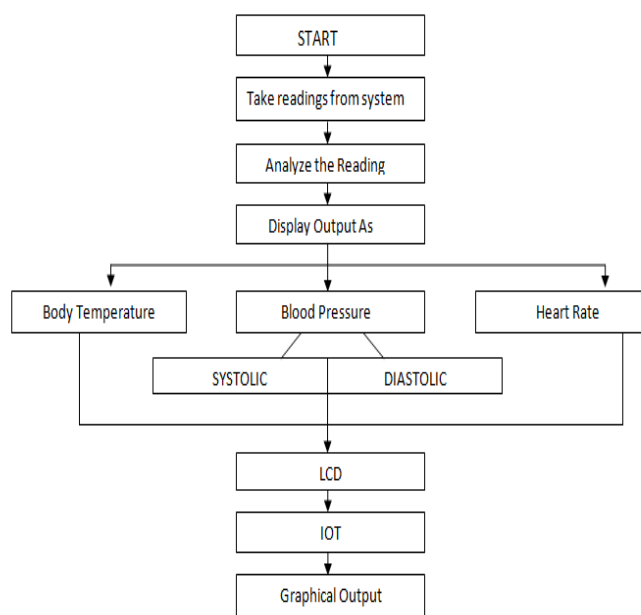 START
Take readings from system
Analyze the Reading
Display Output As
Body Temperature
Blood Pressure
Heart Rate
SYSTOLIC
DIASTOLIC
LCD
IOT
Graphical Output